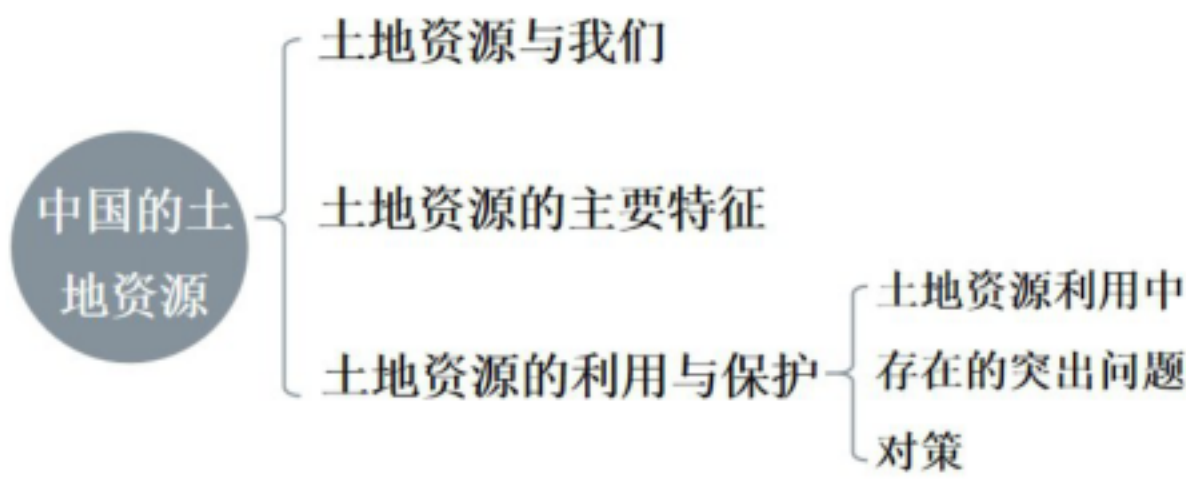 中国的土
地资源
土地资源与我们
土地资源的主要特征
土地资源的利用与保护
土地资源利用中
存在的突出问题
对策